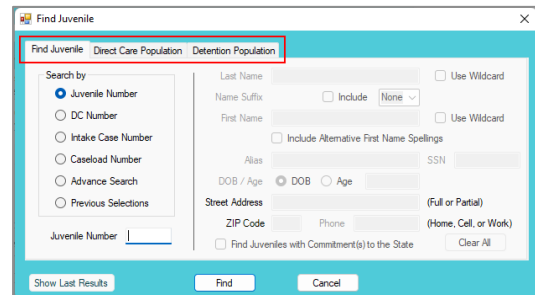 Find Juvenile
Find Juvenile Direct Care Population Detention Population
Search by
Juvenile Number
DC Number
Intake Case Number
Caseload Number
Advance Search
Previous Selections
Juvenile Number
Last Name Use Wildcard
Name Suffix Include None
First Name Use Wildcard
Include Alternative First Name Spellings
Alias SSN
DOB / Age DOB Age
Street Address (Full or Partial)
ZIP Code Phone (Home, Cell, or Work)
Find Juveniles with Commitment(s) to the State Clear All
Show Last Results Find Cancel